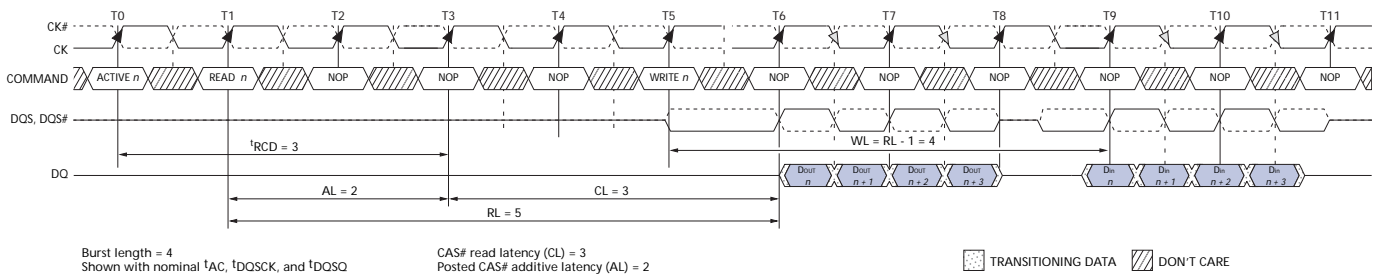 T0 T1 T2 T3 T4 T5 T6 T7 T8 T9 T10 T11
CK#
CK
COMMAND ACTIVE n READ n NOP NOP NOP WRITE n NOP NOP NOP NOP NOP NOP
DQS, DQS#
tRCD = 3 WL = RL - 1 = 4
DQ DOUT n DOUT n + 1 DOUT n + 2 DOUT n + 3 Din n Din n + 1 Din n + 2 Din n + 3
AL = 2 CL = 3
RL = 5
Burst length = 4 CAS# read latency (CL) = 3
Shown with nominal tAC, tDQSCK, and tDQSQ Posted CAS# additive latency (AL) = 2 TRANSITIONING DATA DON'T CARE